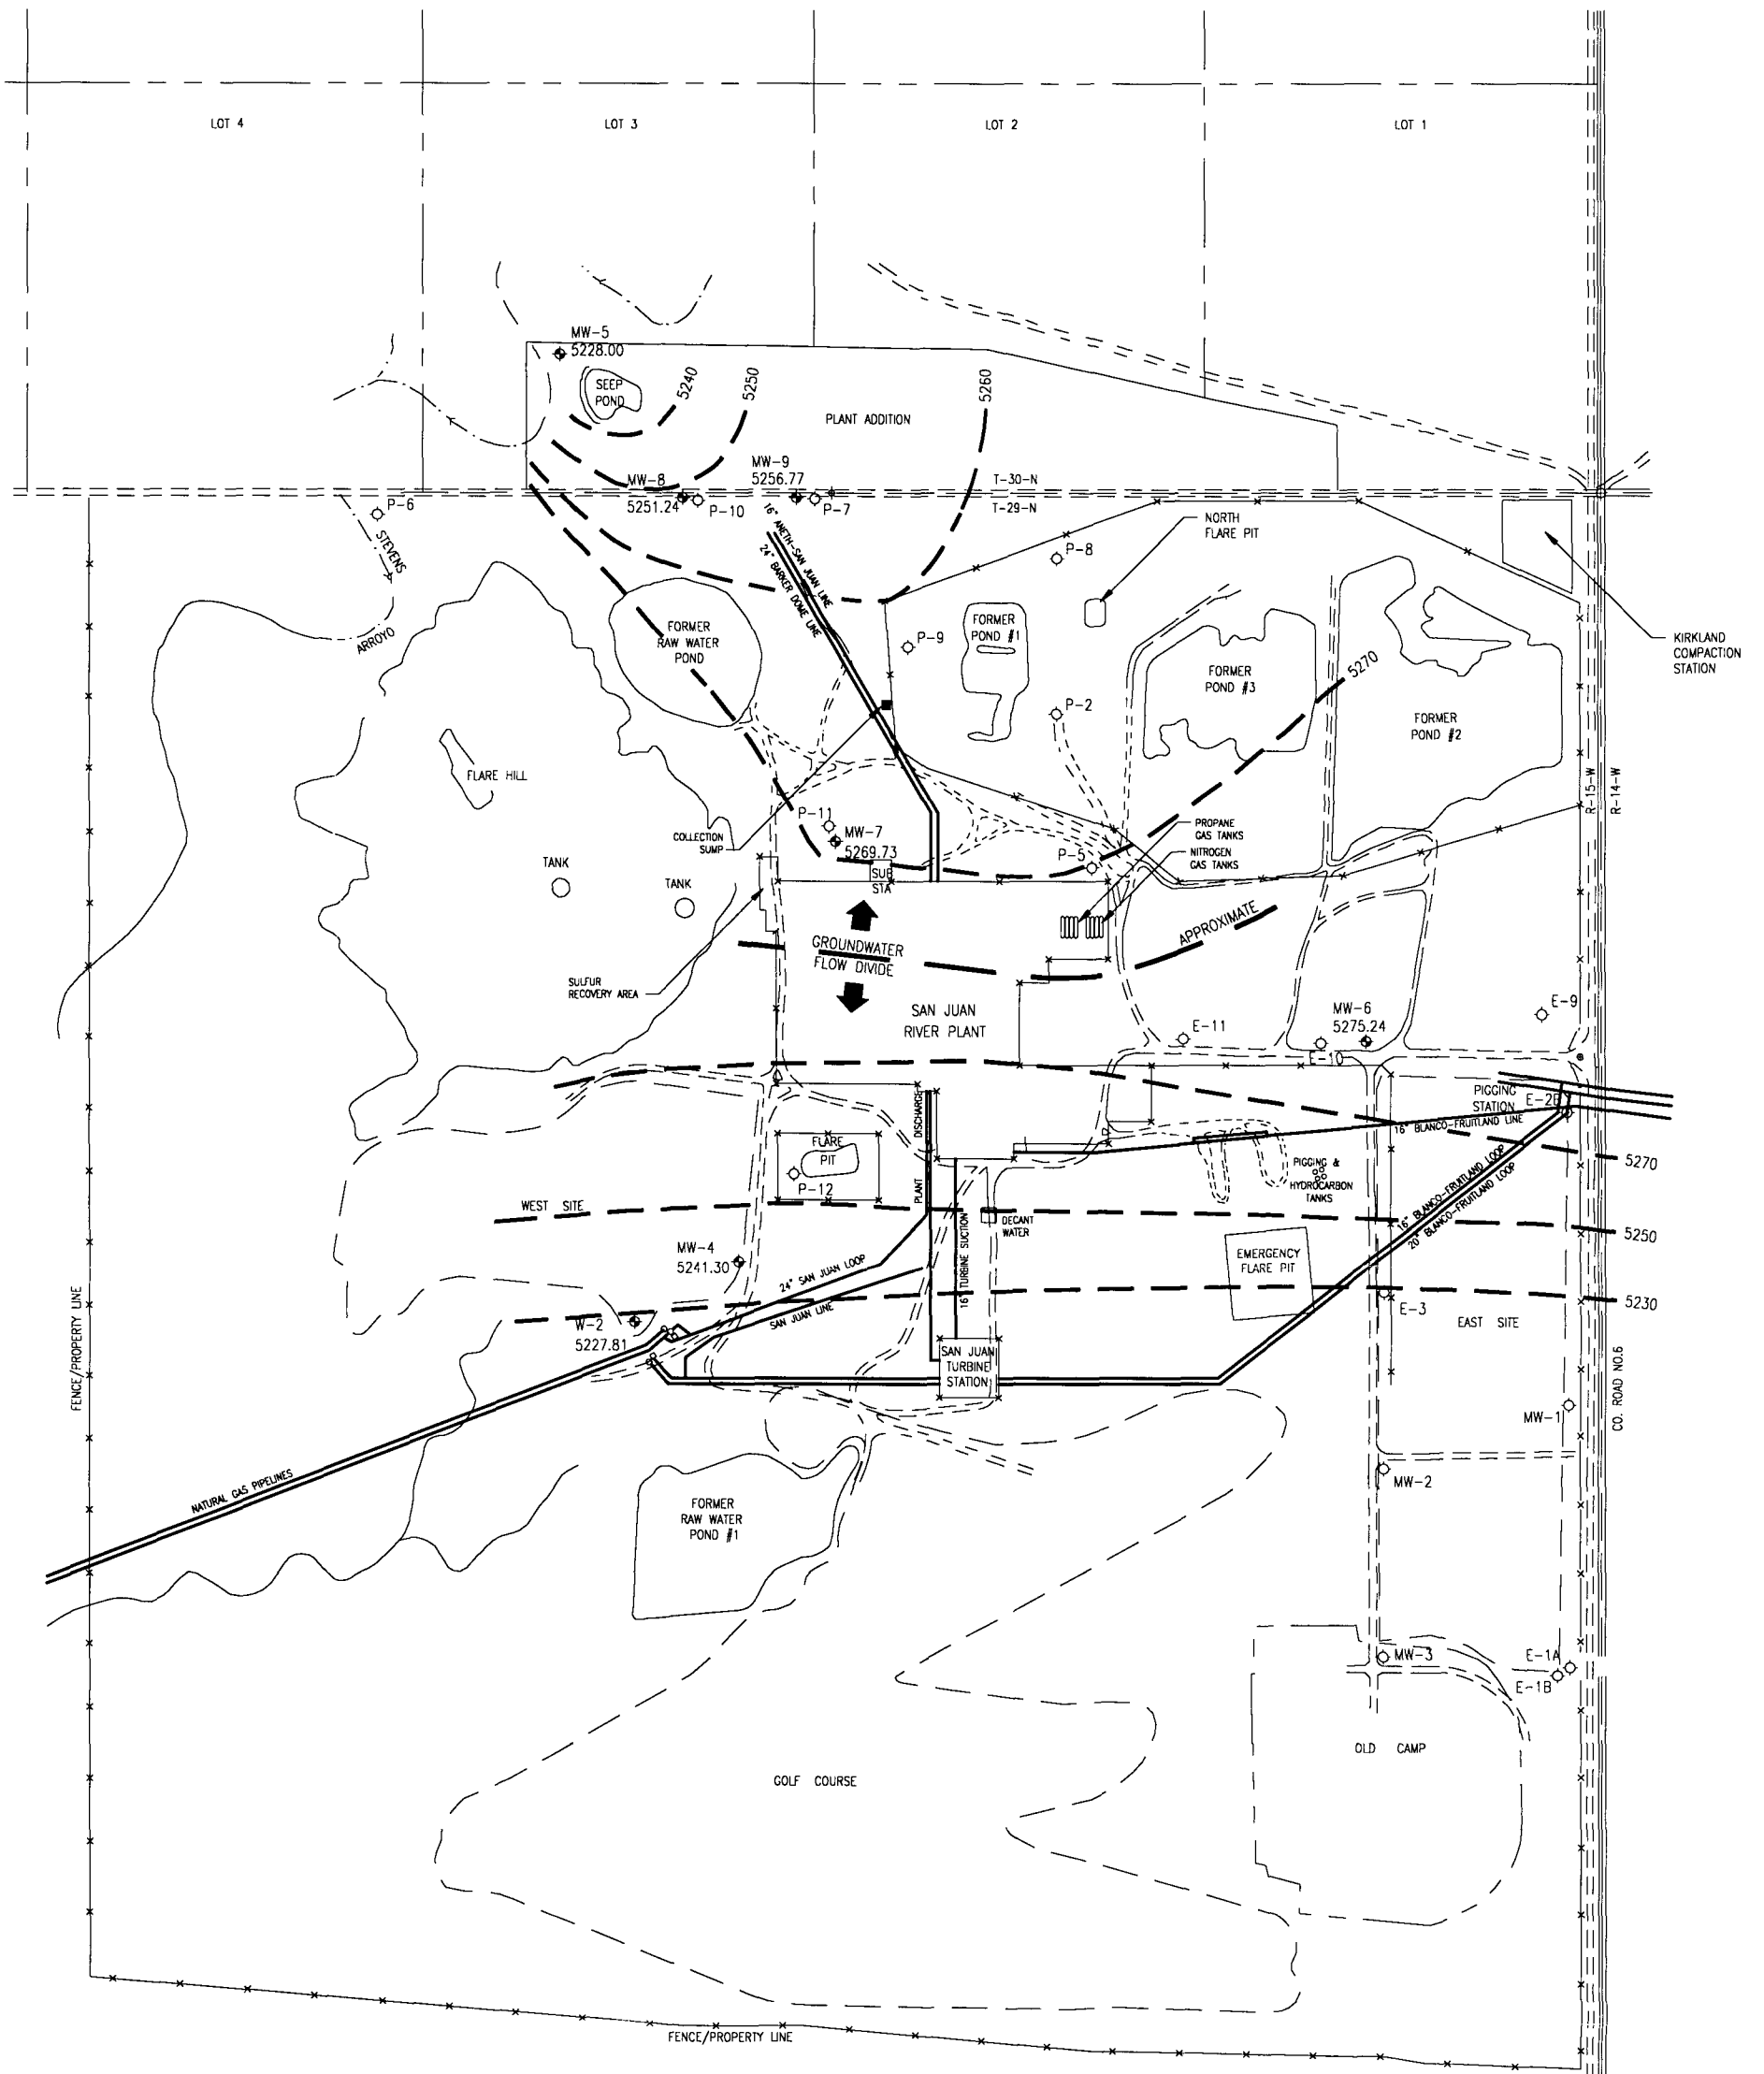 LOT 4
LOT 3
LOT 2
LOT 1
MW-5
5228.00
SEEP
POND
5240
5250
5260
PLANT ADDITION
MW-9
5256.77
MW-8
5251.24
P-10
P-7
T-30-N
T-29-N
P-6
STEVENS
ARROYO
16" ANETH-SAN JUAN LINE
24" BARKER DOME LINE
P-8
NORTH
FLARE PIT
KIRKLAND
COMPACTION
STATION
FORMER
RAW WATER
POND
P-9
FORMER
POND #1
FORMER
POND #3
5270
P-2
FORMER
POND #2
R-15-W
R-14-W
FLARE HILL
COLLECTION
SUMP
P-11
MW-7
5269.73
SUB
STA
P-5
PROPANE
GAS TANKS
NITROGEN
GAS TANKS
TANK
TANK
APPROXIMATE
GROUNDWATER
FLOW DIVIDE
SULFUR
RECOVERY AREA
SAN JUAN
RIVER PLANT
E-11
MW-6
5275.24
E-10
E-9
PIGGING
STATION
E-2B
16" BLANCO-FRUITLAND LINE
DISCHARGE
PLANT
FLARE
PIT
P-12
PIGGING &
HYDROCARBON
TANKS
5270
16" BLANCO-FRUITLAND LOOP
20" BLANCO-FRUITLAND LOOP
WEST SITE
DECANT
WATER
16" TURBINE SUCTION
5250
MW-4
5241.30
24" SAN JUAN LOOP
SAN JUAN LINE
EMERGENCY
FLARE PIT
5230
E-3
EAST SITE
W-2
5227.81
SAN JUAN
TURBINE
STATION
FENCE/PROPERTY LINE
CO. ROAD NO.6
MW-1
MW-2
NATURAL GAS PIPELINES
FORMER
RAW WATER
POND #1
MW-3
E-1A
E-1B
OLD CAMP
GOLF COURSE
FENCE/PROPERTY LINE